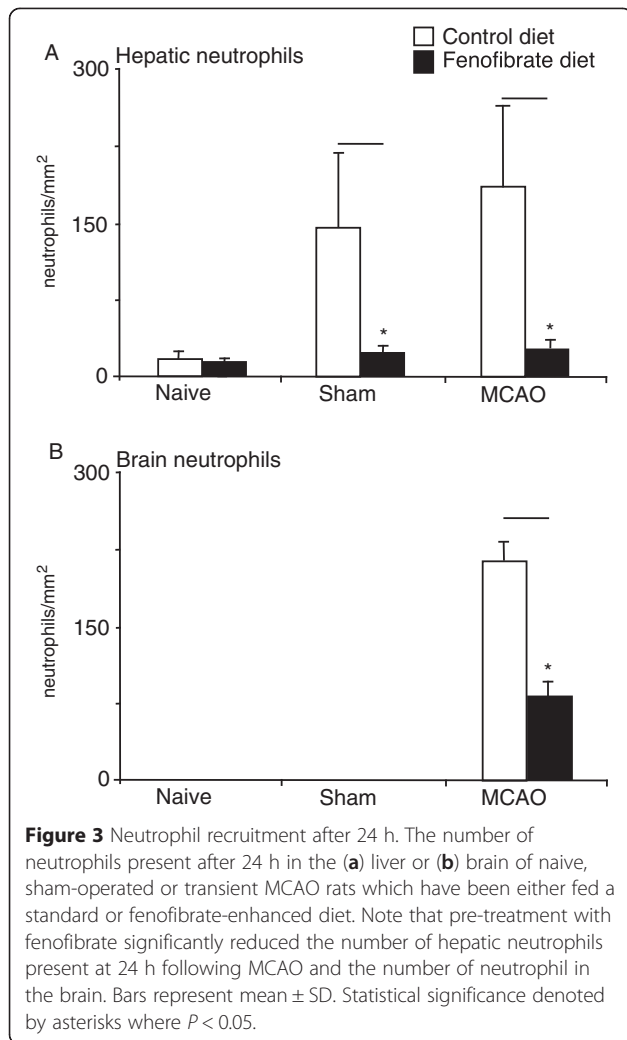 A
Hepatic neutrophils
Control diet
Fenofibrate diet
300
150
0
neutrophils/mm²
*
*
Naive
Sham
MCAO
B
Brain neutrophils
300
150
0
neutrophils/mm²
*
Naive
Sham
MCAO
Figure 3 Neutrophil recruitment after 24 h. The number of
neutrophils present after 24 h in the (a) liver or (b) brain of naive,
sham-operated or transient MCAO rats which have been either fed a
standard or fenofibrate-enhanced diet. Note that pre-treatment with
fenofibrate significantly reduced the number of hepatic neutrophils
present at 24 h following MCAO and the number of neutrophil in
the brain. Bars represent mean ± SD. Statistical significance denoted
by asterisks where P < 0.05.